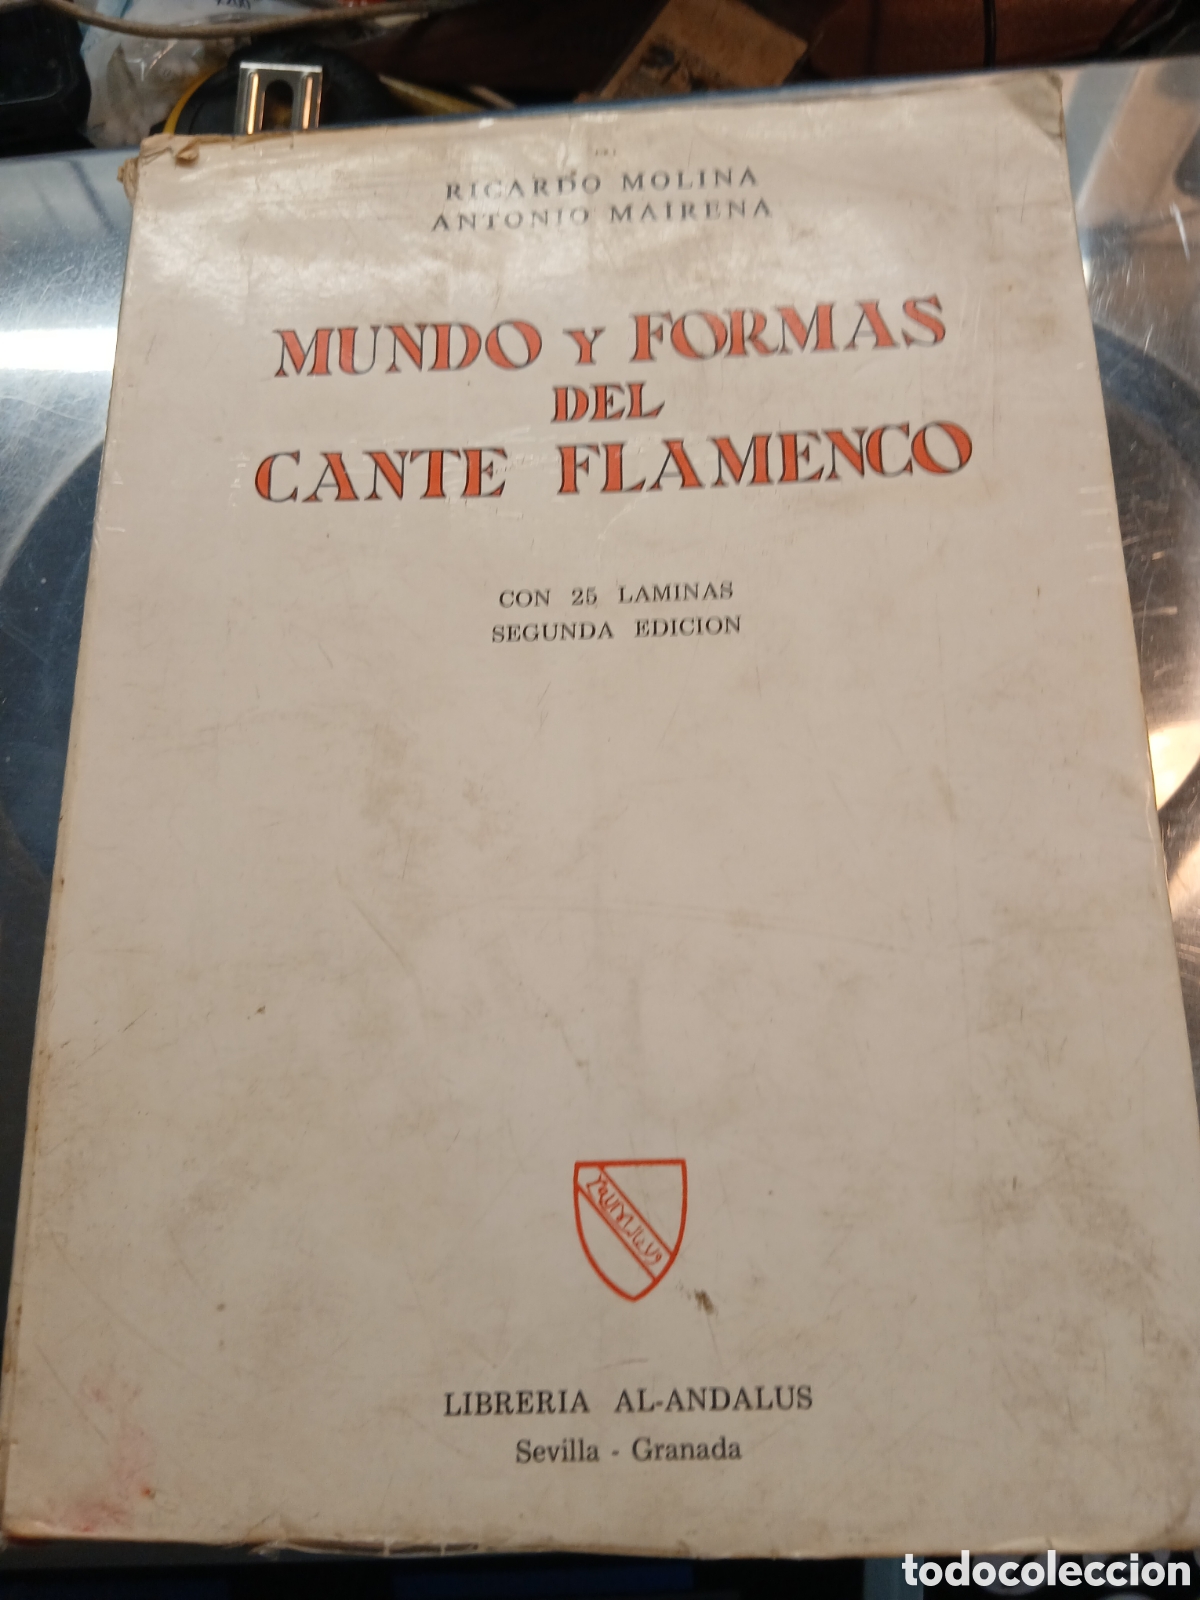 RICARDO MOLINA
ANTONIO MAIRENA
MUNDO Y FORMAS
DEL
CANTE FLAMENCO
CON 25 LAMINAS
SEGUNDA EDICION
LIBRERIA AL-ANDALUS
Sevilla - Granada
todocoleccion